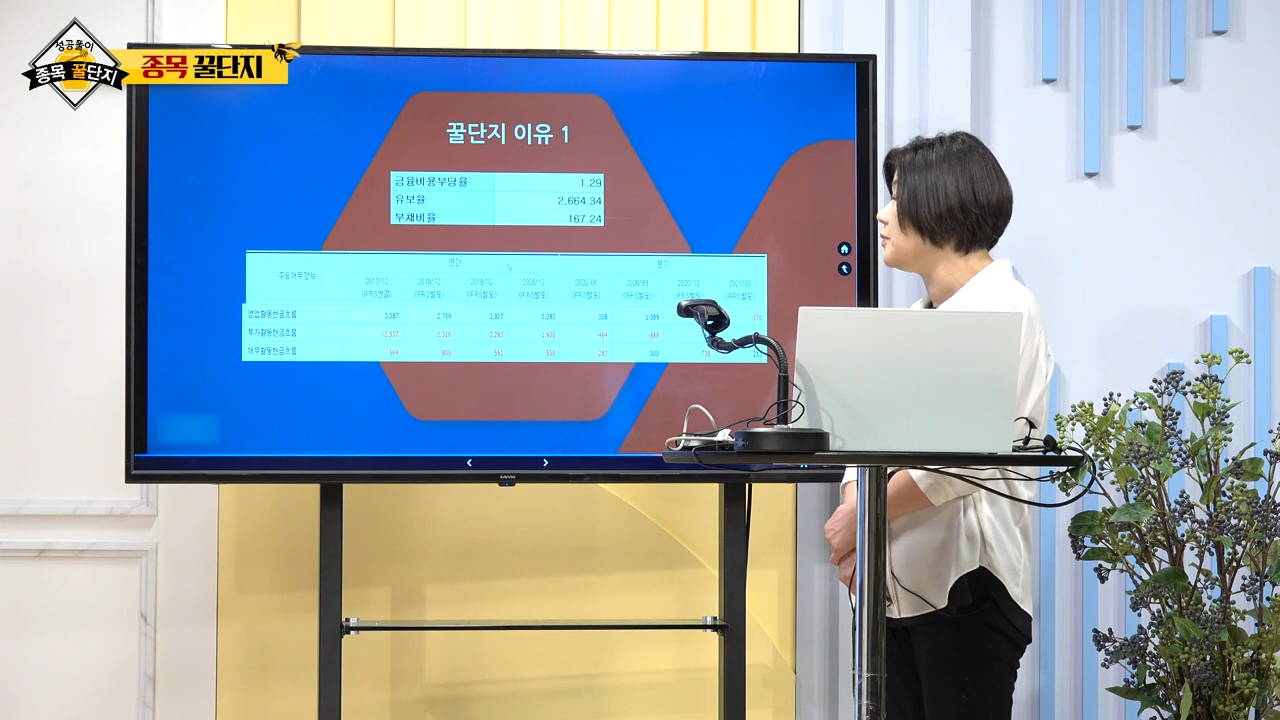 성공폴이
종목 꿀단지
종목 꿀단지
꿀단지 이유 1
금융비용부담율 1.29
유보율 2,664.34
부채비율 167.24
주요재무정보 연간 분기
2017/12 2018/12 2019/12 2020/12 2020/06 2020/09 2020/12 2021/03
(IFRS연결) (IFRS별도) (IFRS별도) (IFRS별도) (IFRS별도) (IFRS별도) (IFRS별도) (IFRS별도)
영업활동현금흐름 3,387 2,709 3,827 3,283 308 1,089 170
투자활동현금흐름 -2,537 -2,316 -3,263 -1,600 -464 -888
재무활동현금흐름 -569 800 561 550 -287 500 -738